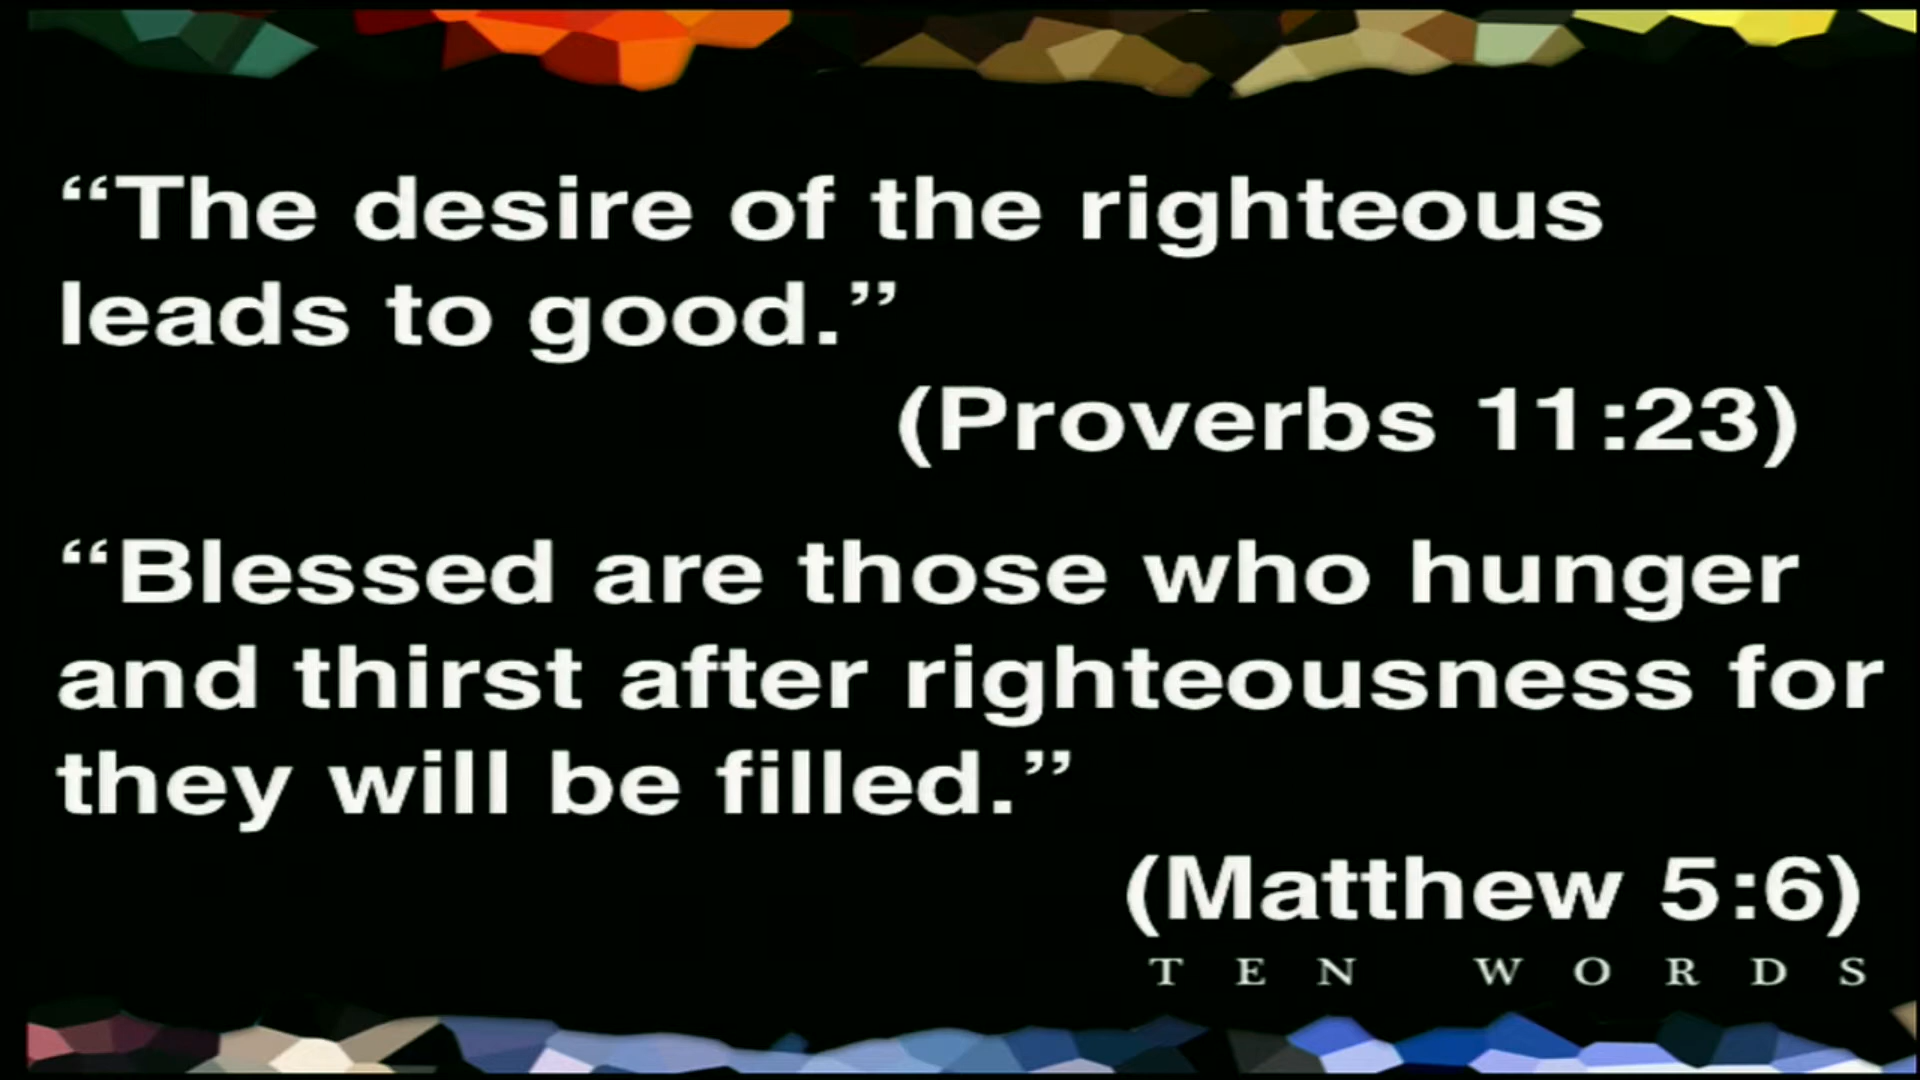 “The desire of the righteous
leads to good.”
(Proverbs 11:23)
“Blessed are those who hunger
and thirst after righteousness for
they will be filled.”
(Matthew 5:6)
TEN WORDS